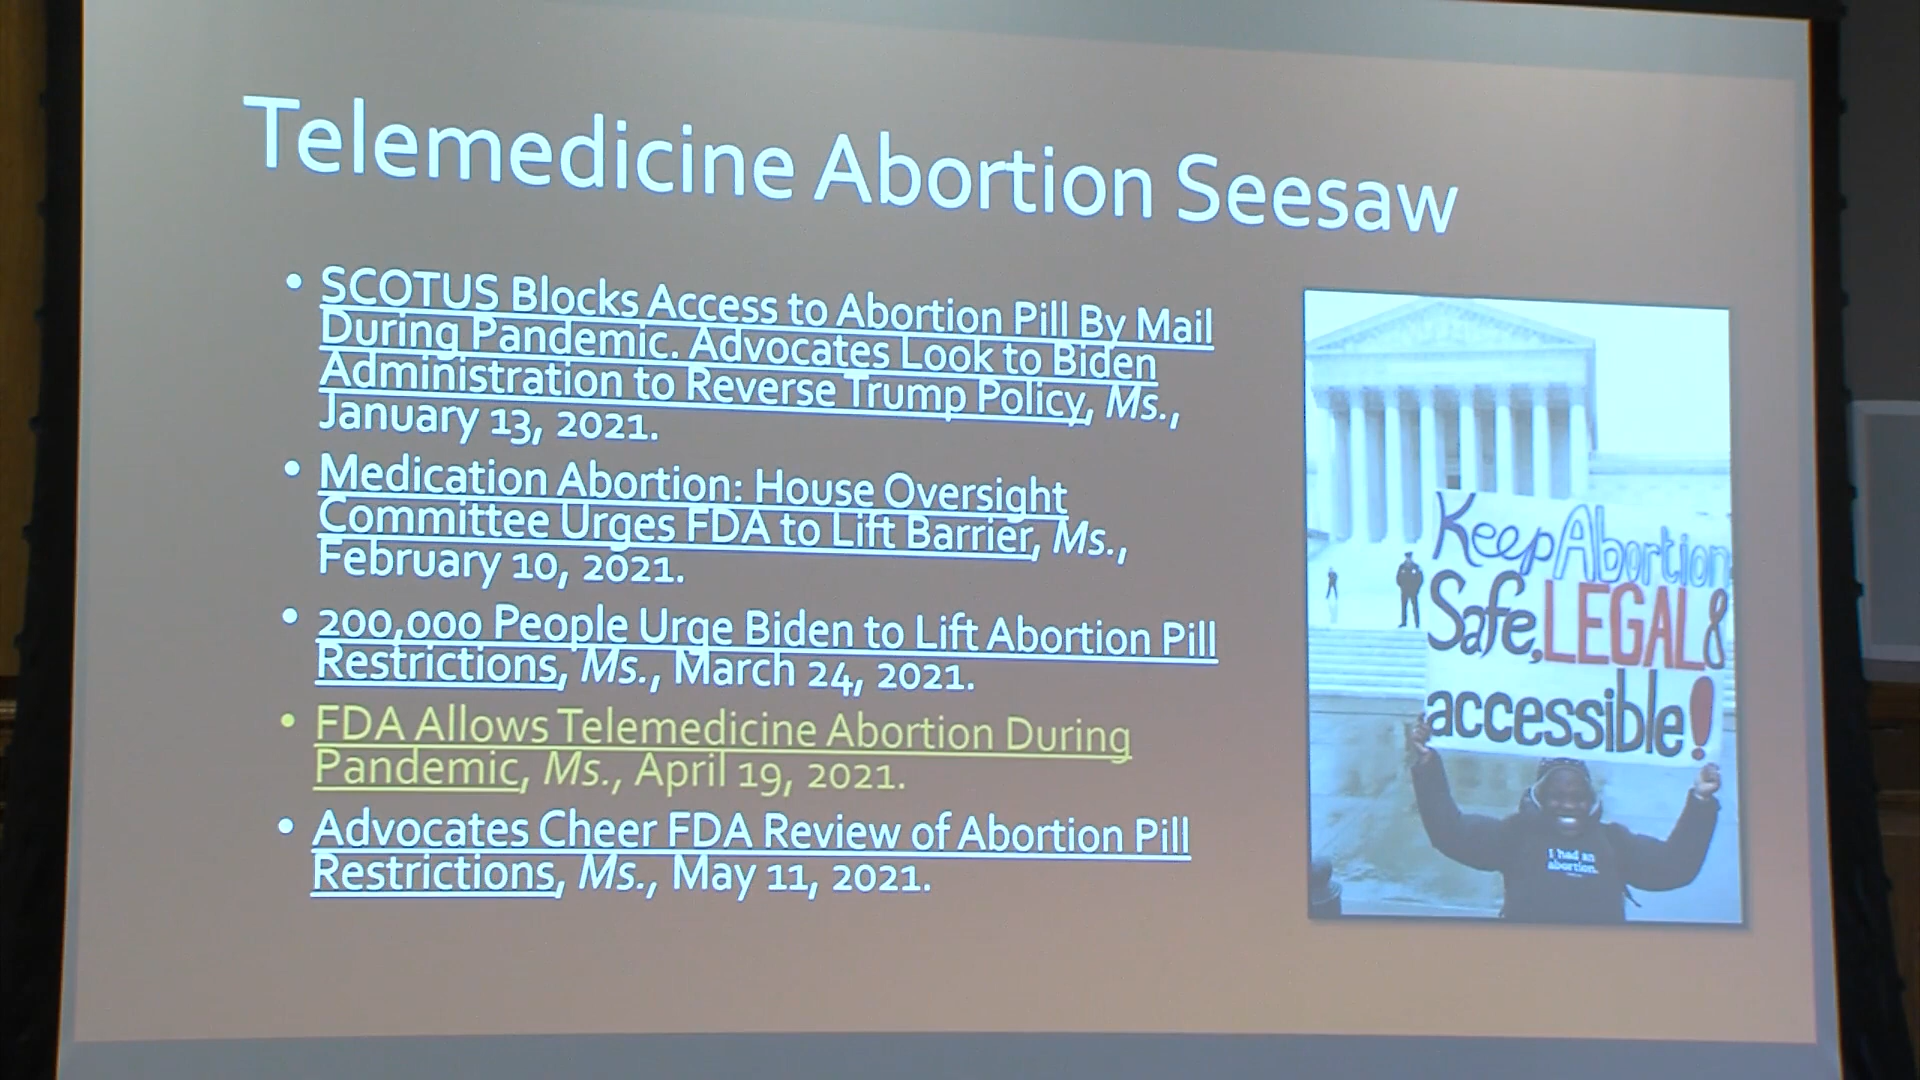 Telemedicine Abortion Seesaw
• SCOTUS Blocks Access to Abortion Pill By Mail
During Pandemic. Advocates Look to Biden
Administration to Reverse Trump Policy, Ms.,
January 13, 2021.
• Medication Abortion: House Oversight
Committee Urges FDA to Lift Barrier, Ms.,
February 10, 2021.
• 200,000 People Urge Biden to Lift Abortion Pill
Restrictions, Ms., March 24, 2021.
• FDA Allows Telemedicine Abortion During
Pandemic, Ms., April 19, 2021.
• Advocates Cheer FDA Review of Abortion Pill
Restrictions, Ms., May 11, 2021.
Keep Abortion
Safe, LEGAL &
accessible!
I had an
abortion.